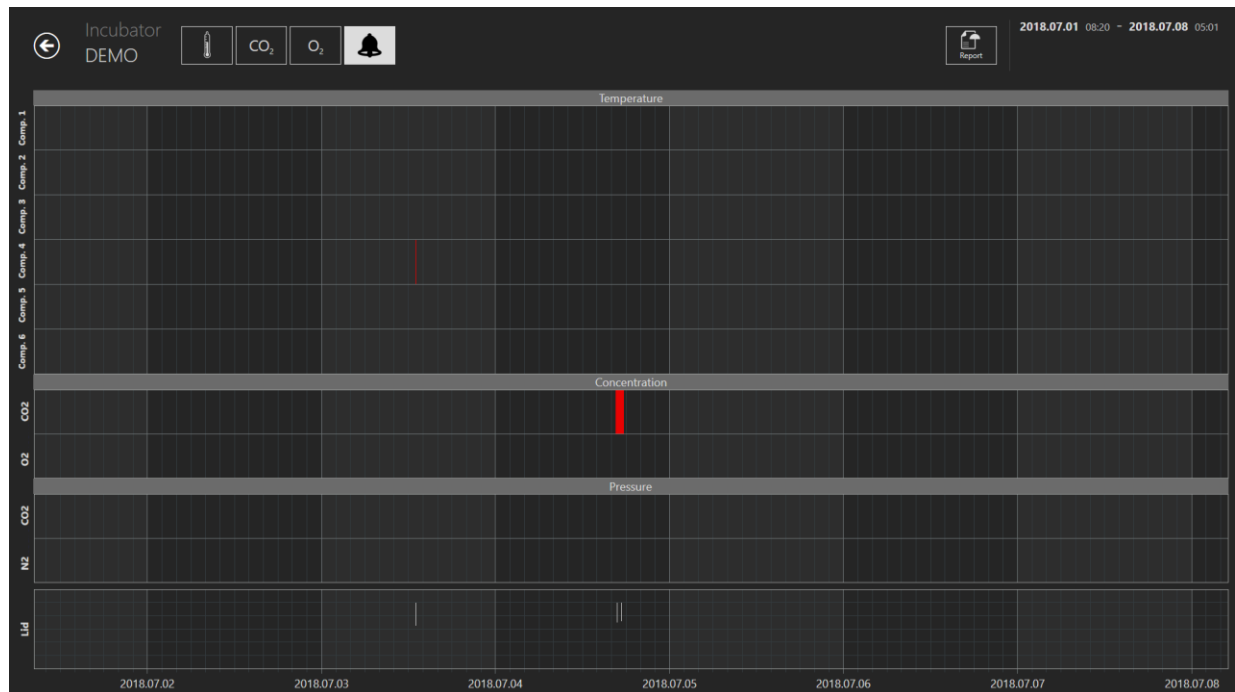 Incubator
DEMO
CO₂
O₂
Report
2018.07.01 08:20 - 2018.07.08 05:01
Temperature
Comp. 1
Comp. 2
Comp. 3
Comp. 4
Comp. 5
Comp. 6
Concentration
CO2
O2
Pressure
CO2
N2
Lid
2018.07.02 2018.07.03 2018.07.04 2018.07.05 2018.07.06 2018.07.07 2018.07.08